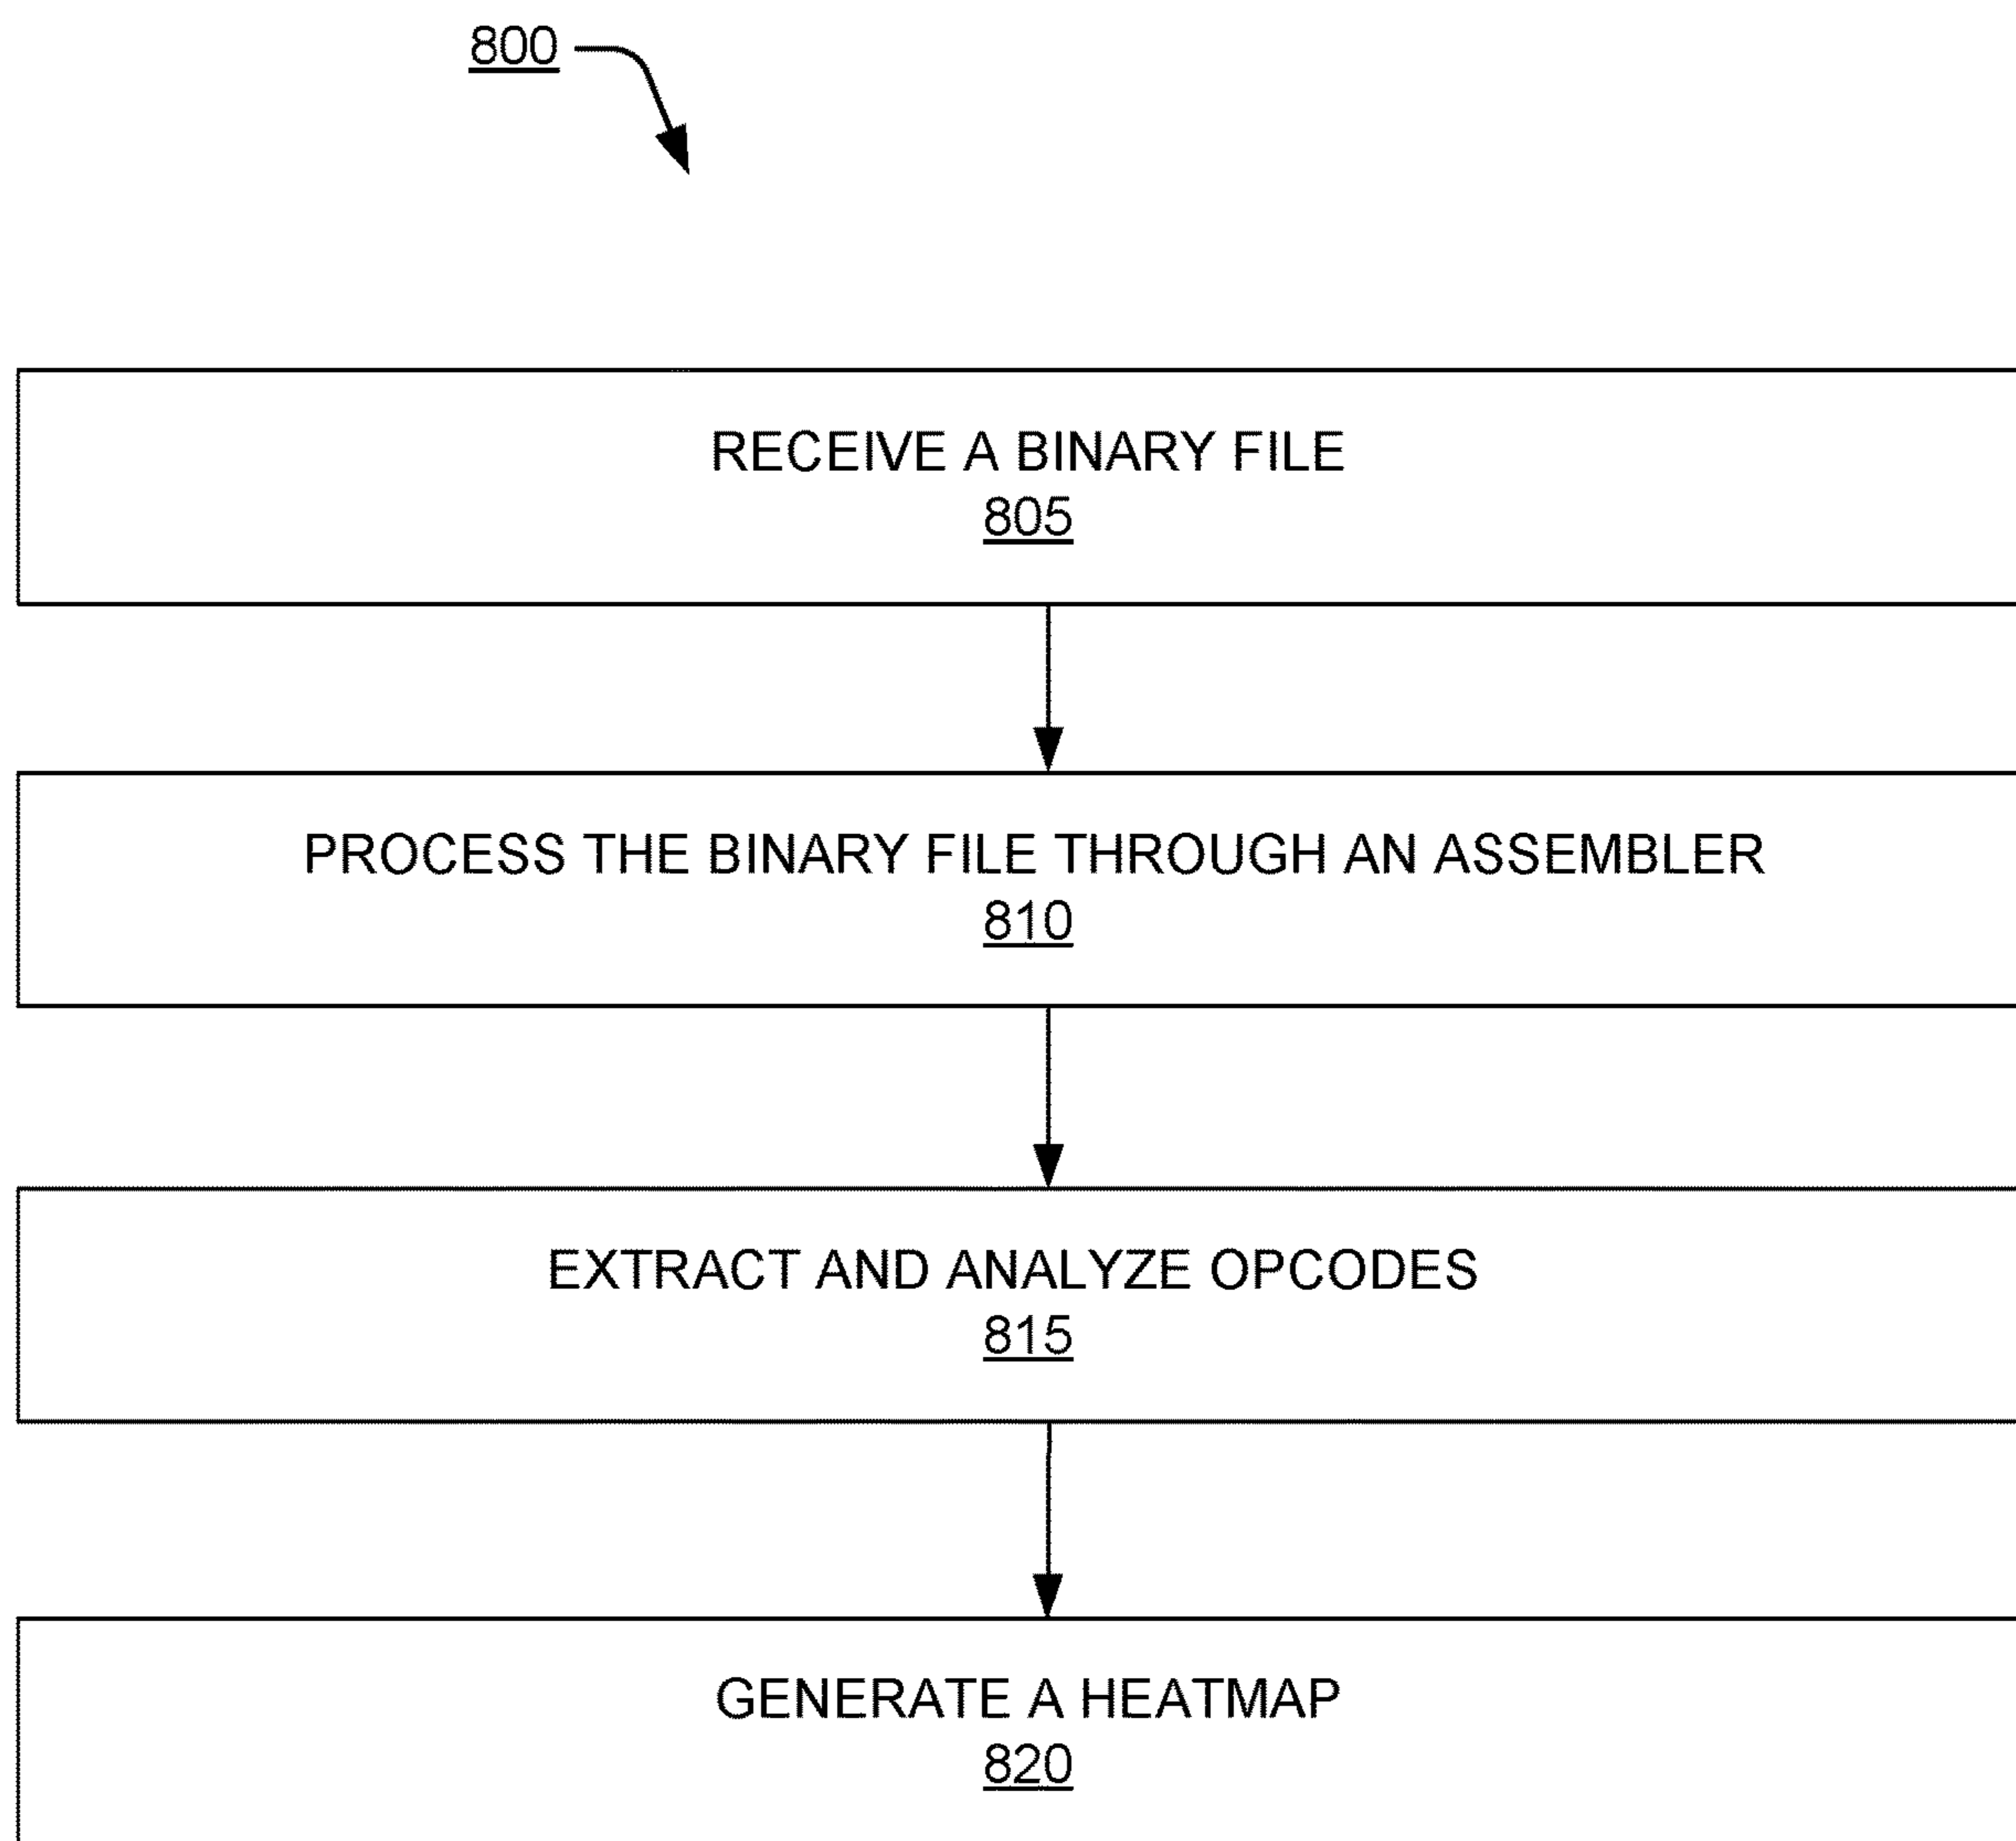 800
RECEIVE A BINARY FILE
805
PROCESS THE BINARY FILE THROUGH AN ASSEMBLER
810
EXTRACT AND ANALYZE OPCODES
815
GENERATE A HEATMAP
820